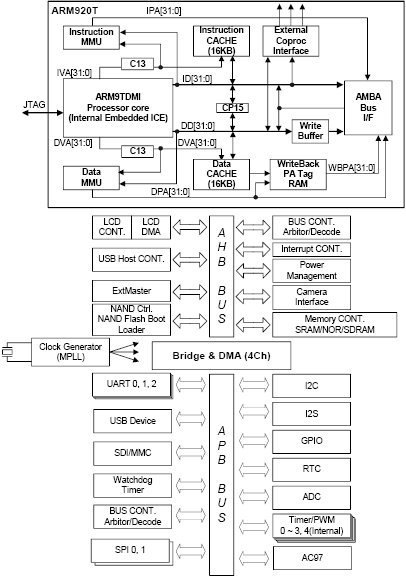 ARM920T
IPA[31:0]
Instruction
MMU
C13
Instruction
CACHE
(16KB)
External
Coproc
Interface
IVA[31:0]
ID[31:0]
JTAG
ARM9TDMI
Processor core
(Internal Embedded ICE)
CP15
AMBA
Bus
I/F
DD[31:0]
Write
Buffer
DVA[31:0]
C13
DVA[31:0]
Data
MMU
Data
CACHE
(16KB)
WriteBack
PA Tag
RAM
WBPA[31:0]
DPA[31:0]
LCD
CONT.
LCD
DMA
USB Host CONT.
ExtMaster
NAND Ctrl.
NAND Flash Boot
Loader
AHB
BUS
BUS CONT.
Arbitor/Decode
Interrupt CONT.
Power
Management
Camera
Interface
Memory CONT.
SRAM/NOR/SDRAM
Clock Generator
(MPLL)
Bridge & DMA (4Ch)
UART 0, 1, 2
USB Device
SDI/MMC
Watchdog
Timer
BUS CONT.
Arbitor/Decode
SPI 0, 1
APB
BUS
I2C
I2S
GPIO
RTC
ADC
Timer/PWM
0 ~ 3, 4(Internal)
AC97